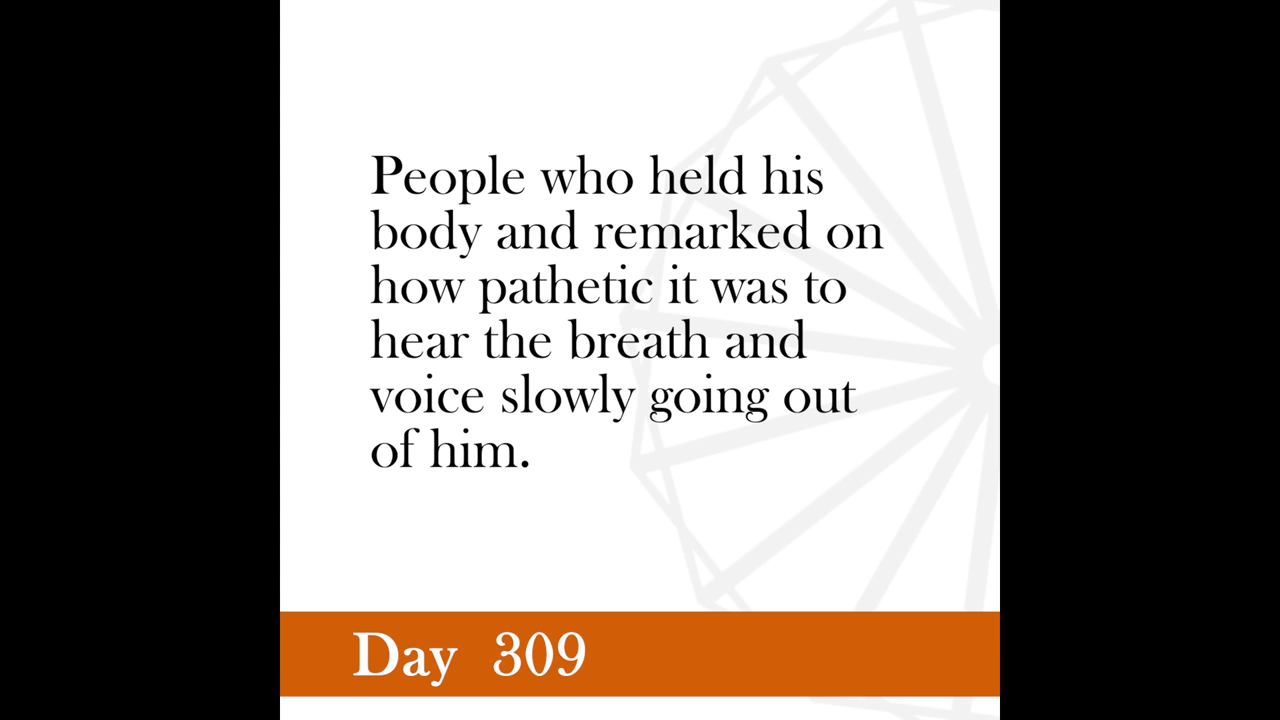 People who held his
body and remarked on
how pathetic it was to
hear the breath and
voice slowly going out
of him.
Day 309